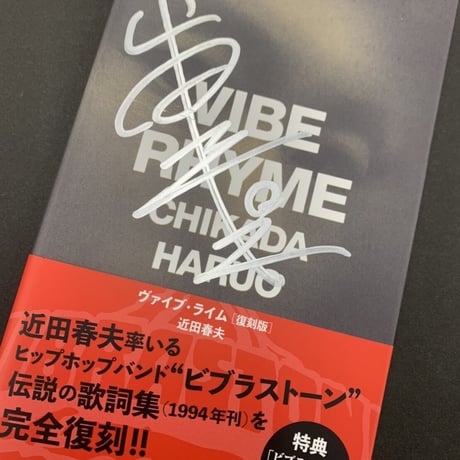 VIBE
RHYME
CHIKADA
HARUO
ヴァイブ・ライム［復刻版］
近田春夫
近田春夫率いる
ヒップホップバンド“ビブラストーン”
伝説の歌詞集（1994年刊）を
完全復刻!!
特典